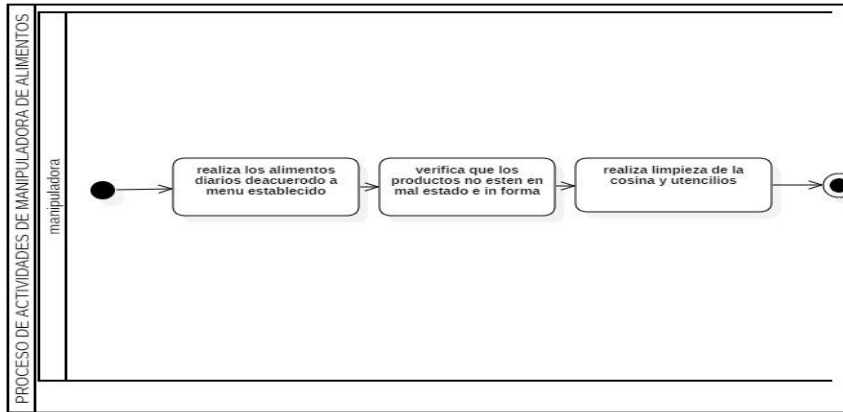 PROCESO DE ACTIVIDADES DE MANIPULADORA DE ALIMENTOS
manipuladora
realiza los alimentos
diarios deacuerodo a
menu establecido
verifica que los
productos no esten en
mal estado e in forma
realiza limpieza de la
cosina y utencilios